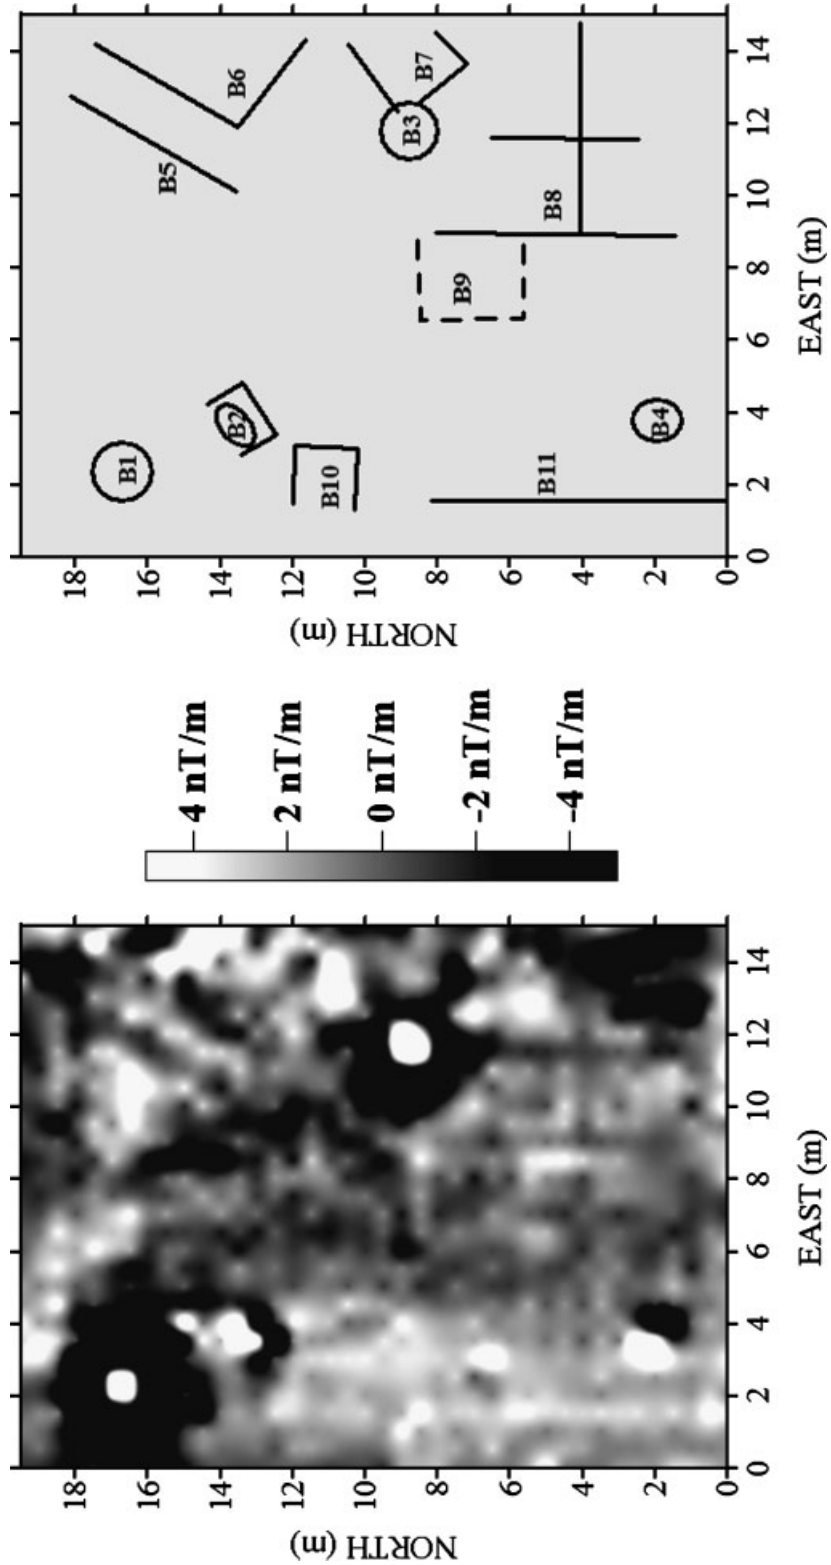 NORTH (m)
18
16
14
12
10
8
6
4
2
0
0 2 4 6 8 10 12 14
EAST (m)
4 nT/m
2 nT/m
0 nT/m
-2 nT/m
-4 nT/m
NORTH (m)
18
16
14
12
10
8
6
4
2
0
B1
B5
B2
B6
B10
B3
B7
B9
B11
B8
B4
0 2 4 6 8 10 12 14
EAST (m)